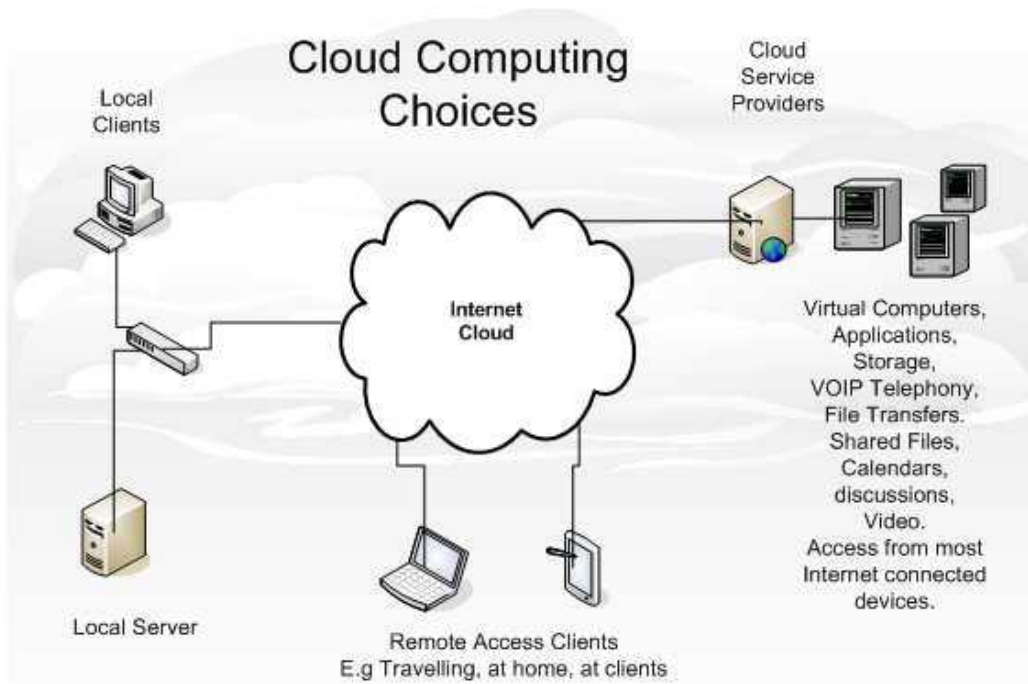 Cloud Computing
Choices
Local
Clients
Cloud
Service
Providers
Internet
Cloud
Virtual Computers,
Applications,
Storage,
VOIP Telephony,
File Transfers.
Shared Files,
Calendars,
discussions,
Video.
Access from most
Internet connected
devices.
Local Server
Remote Access Clients
E.g Travelling, at home, at clients